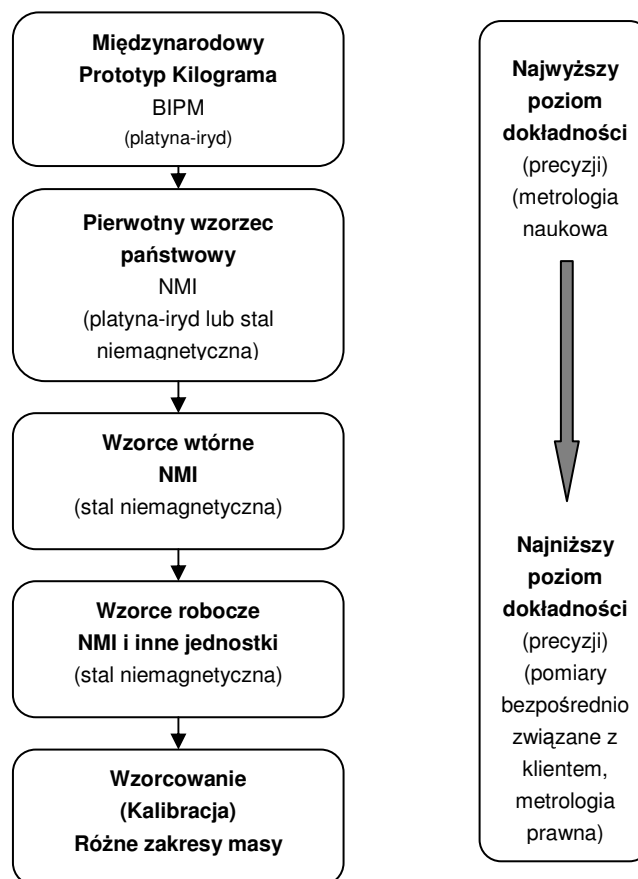 Międzynarodowy
Prototyp Kilograma
BIPM
(platyna-iryd)
Pierwotny wzorzec
państwowy
NMI
(platyna-iryd lub stal
niemagnetyczna)
Wzorce wtórne
NMI
(stal niemagnetyczna)
Wzorce robocze
NMI i inne jednostki
(stal niemagnetyczna)
Wzorcowanie
(Kalibracja)
Różne zakresy masy
Najwyższy
poziom
dokładności
(precyzji)
(metrologia
naukowa
Najniższy
poziom
dokładności
(precyzji)
(pomiary
bezpośrednio
związane z
klientem,
metrologia
prawna)